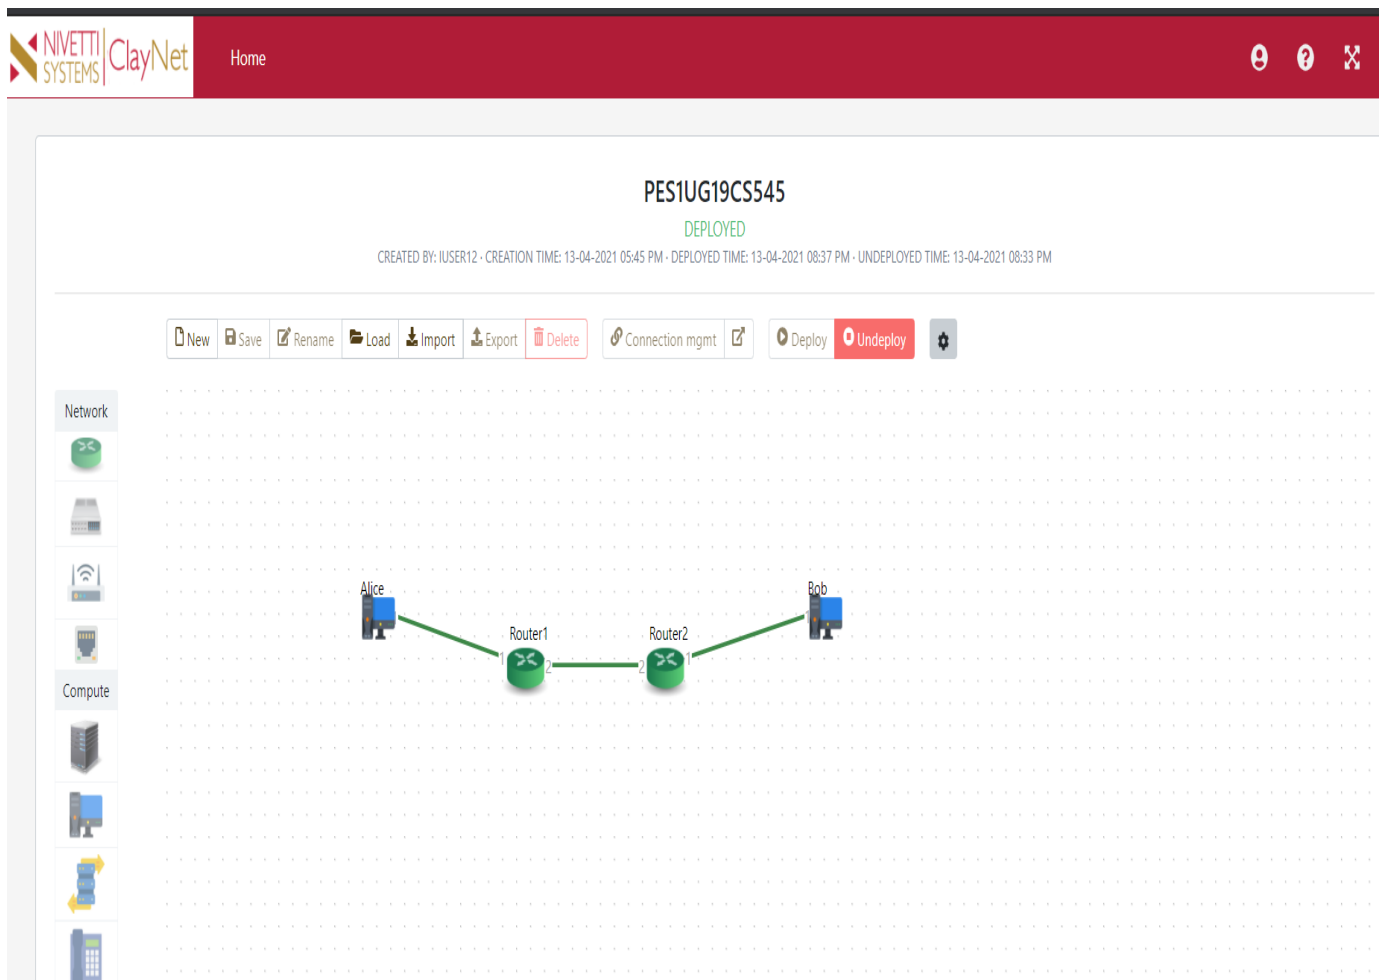 NIVETTI
SYSTEMS
ClayNet
Home
PES1UG19CS545
DEPLOYED
CREATED BY: IUSER12 · CREATION TIME: 13-04-2021 05:45 PM · DEPLOYED TIME: 13-04-2021 08:37 PM · UNDEPLOYED TIME: 13-04-2021 08:33 PM
New Save Rename Load Import Export Delete Connection mgmt Deploy Undeploy
Network
Alice
Bob
1
Router1
Router2
1 2 2 1
Compute